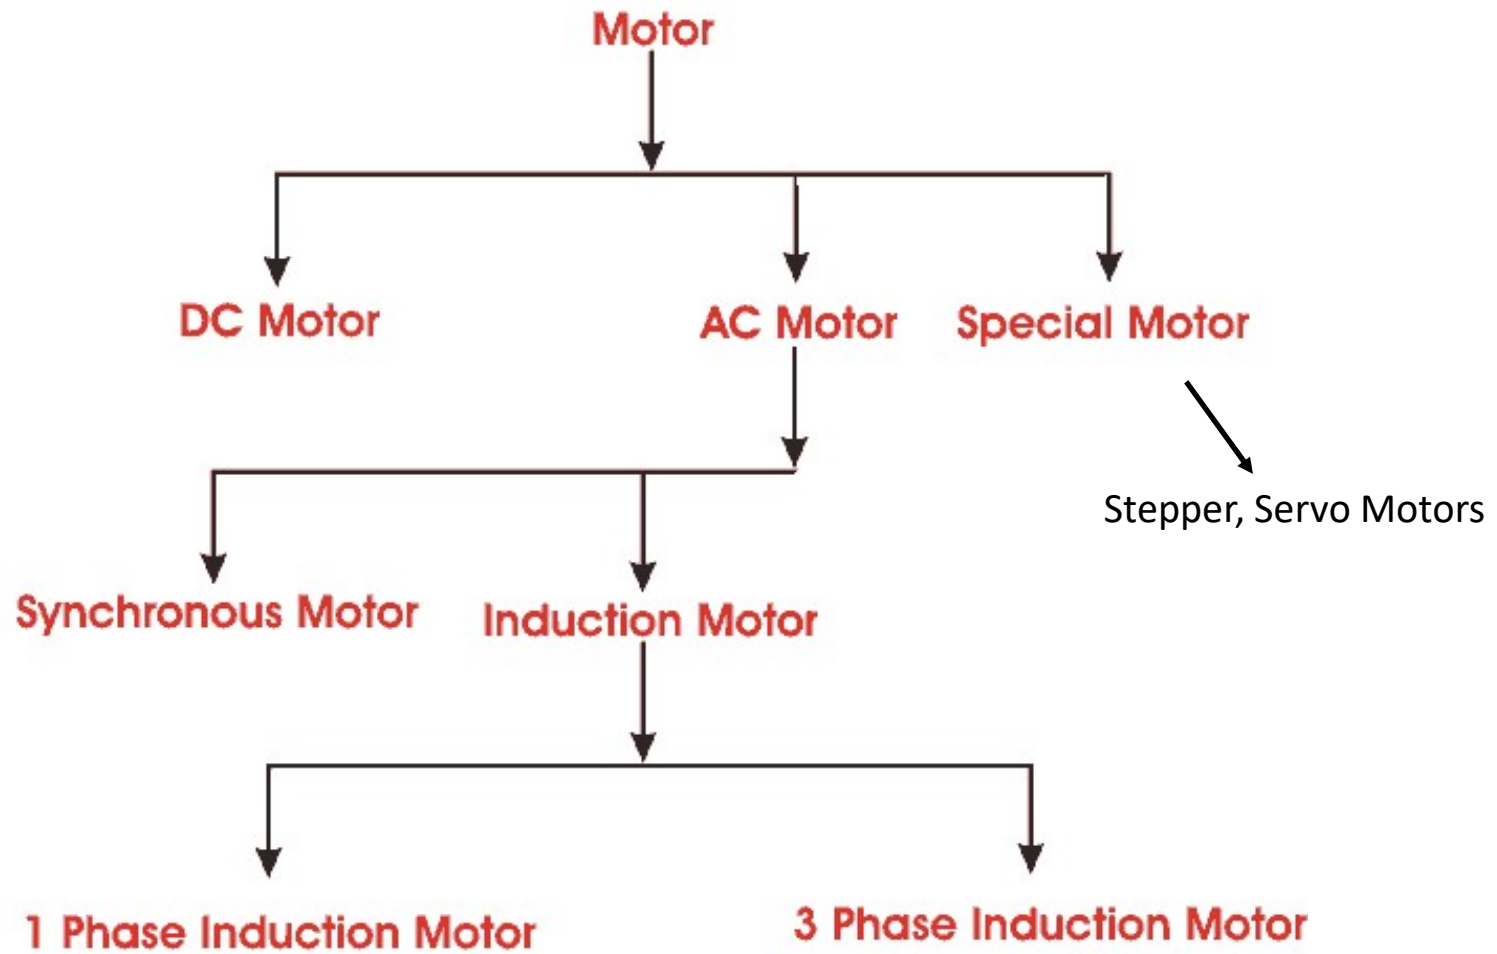 Motor
DC Motor
AC Motor
Special Motor
Stepper, Servo Motors
Synchronous Motor
Induction Motor
1 Phase Induction Motor
3 Phase Induction Motor